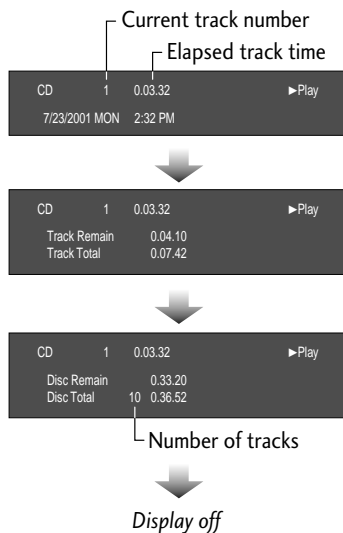 Current track number
Elapsed track time
CD 1 0.03.32 ►Play
7/23/2001 MON 2:32 PM
CD 1 0.03.32 ►Play
Track Remain 0.04.10
Track Total 0.07.42
CD 1 0.03.32 ►Play
Disc Remain 0.33.20
Disc Total 10 0.36.52
Number of tracks
Display off